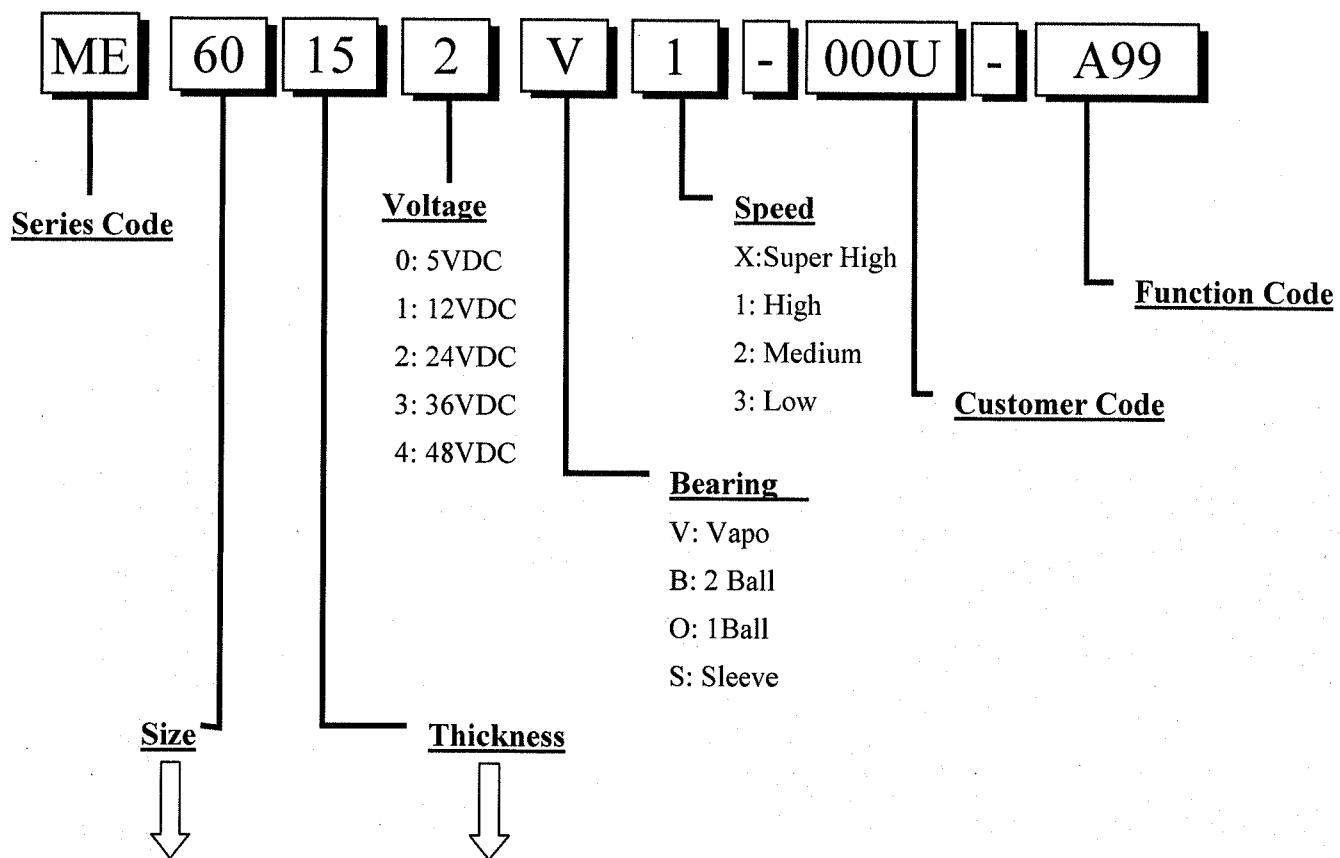 ME 60 15 2 V 1 - 000U - A99
Series Code
Voltage
0: 5VDC
1: 12VDC
2: 24VDC
3: 36VDC
4: 48VDC
Speed
X:Super High
1: High
2: Medium
3: Low
Function Code
Customer Code
Bearing
V: Vapo
B: 2 Ball
O: 1Ball
S: Sleeve
Size
Thickness